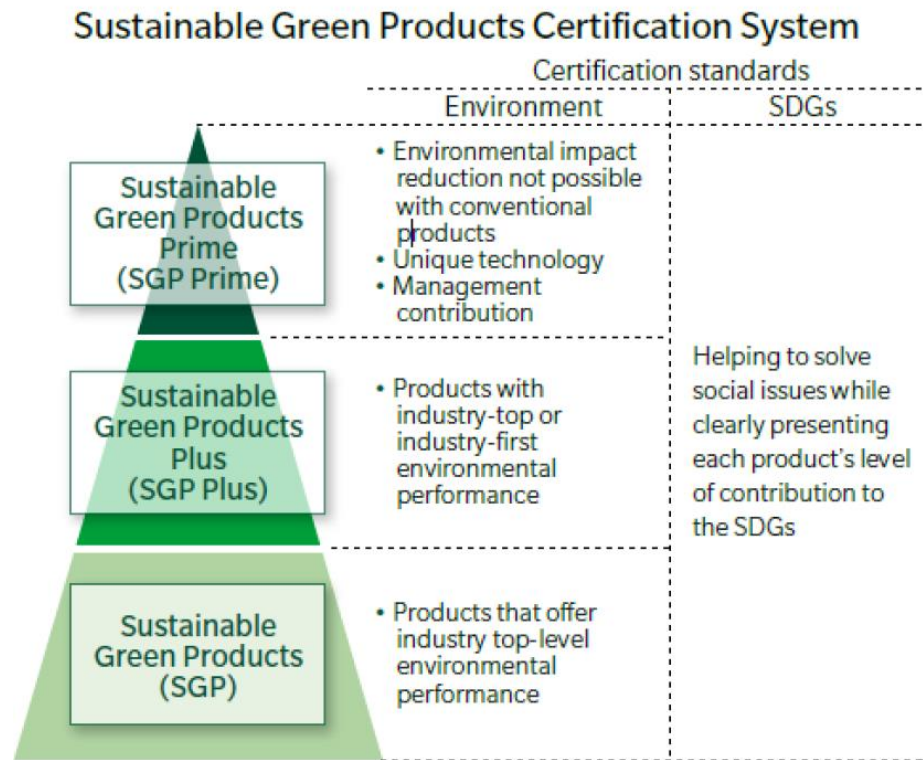 Sustainable Green Products Certification System
Certification standards
Environment
SDGs
Sustainable
Green Products
Prime
(SGP Prime)
• Environmental impact
reduction not possible
with conventional
products
• Unique technology
• Management
contribution
Sustainable
Green Products
Plus
(SGP Plus)
• Products with
industry-top or
industry-first
environmental
performance
Sustainable
Green Products
(SGP)
• Products that offer
industry top-level
environmental
performance
Helping to solve
social issues while
clearly presenting
each product's level
of contribution to
the SDGs